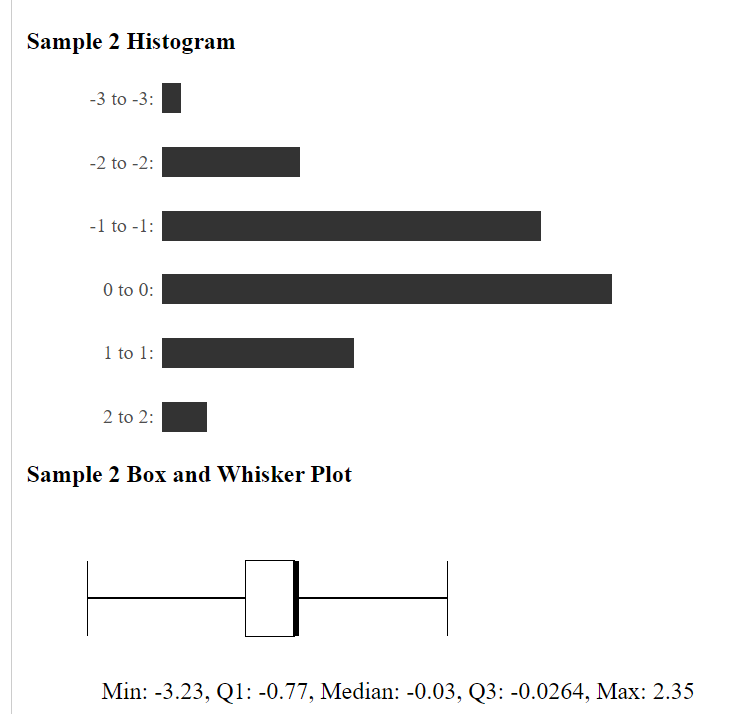 Sample 2 Histogram
-3 to -3:
-2 to -2:
-1 to -1:
0 to 0:
1 to 1:
2 to 2:
Sample 2 Box and Whisker Plot
Min: -3.23, Q1: -0.77, Median: -0.03, Q3: -0.0264, Max: 2.35